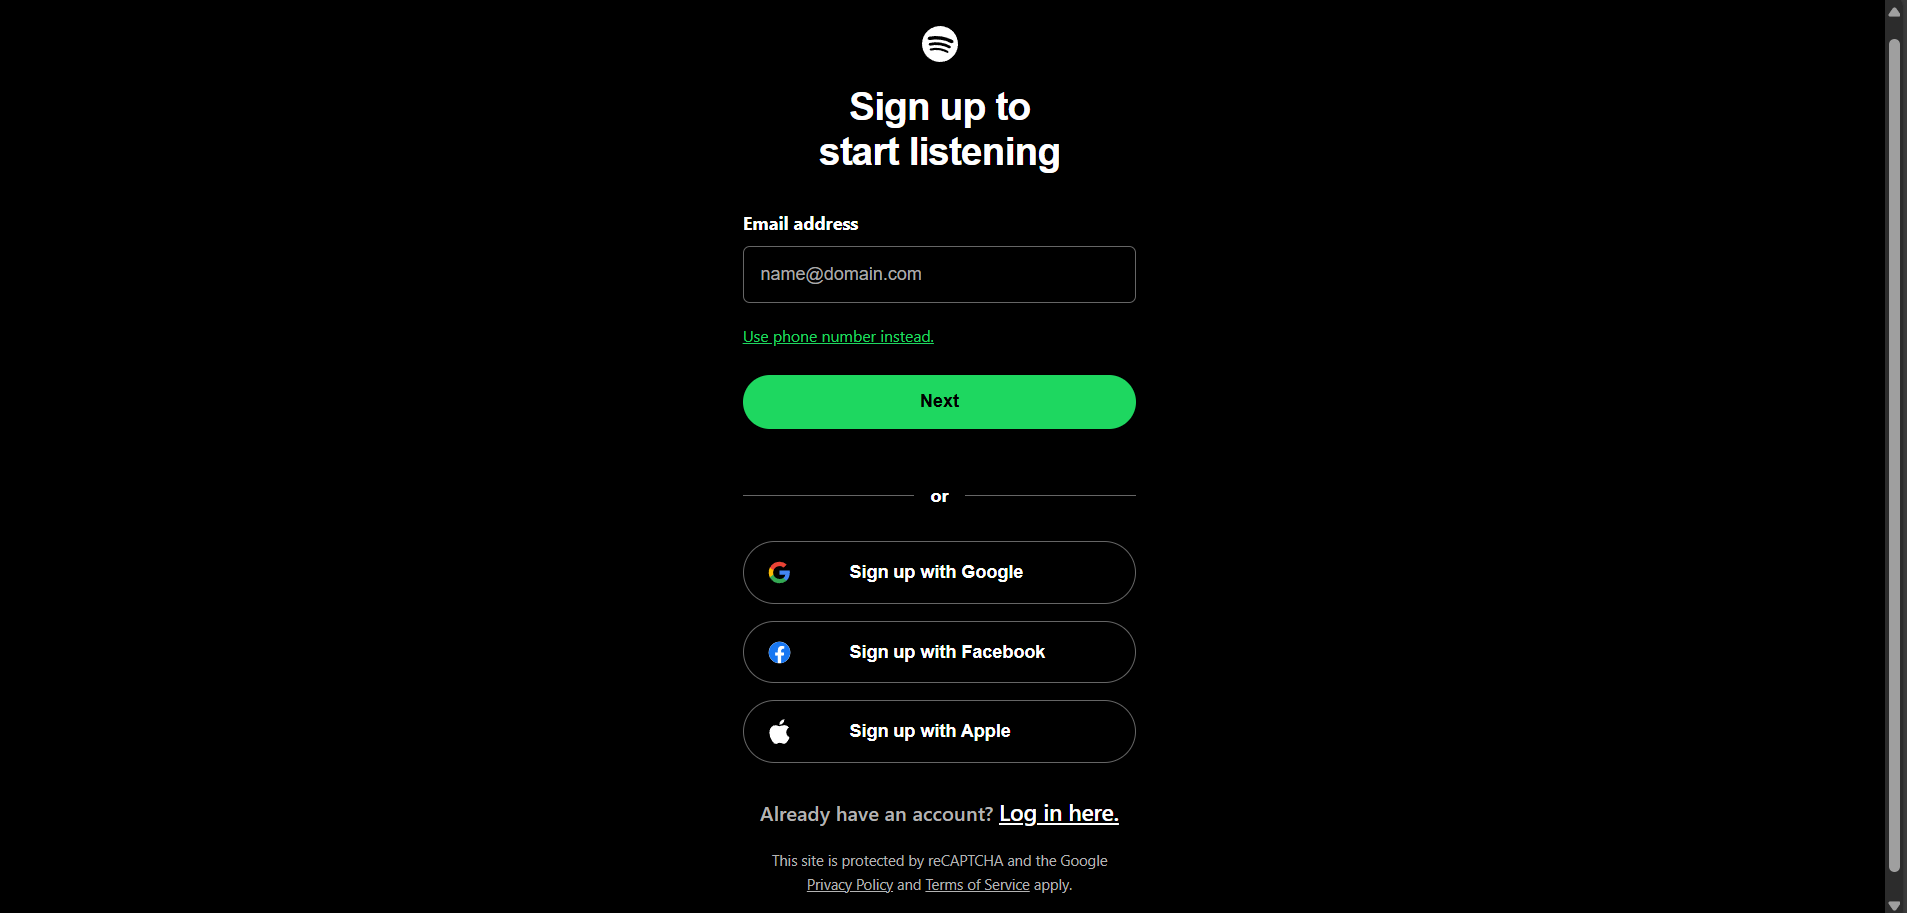 Sign up to
start listening
Email address
name@domain.com
Use phone number instead.
Next
or
Sign up with Google
Sign up with Facebook
Sign up with Apple
Already have an account? Log in here.
This site is protected by reCAPTCHA and the Google
Privacy Policy and Terms of Service apply.